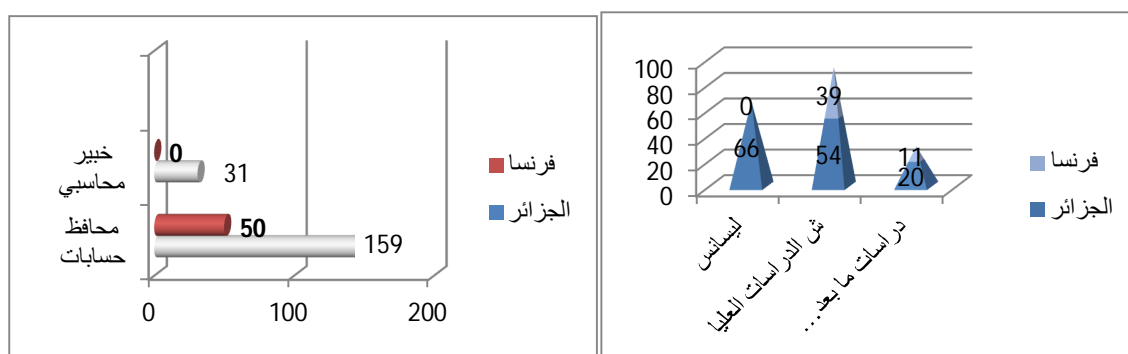 خبير
محاسبي
0
31
محافظ
حسابات
50
159
0
100
200
فرنسا
الجزائر
100
80
60
40
20
0
0
66
39
54
11
20
ليسانس
ش الدراسات العليا
دراسات ما بعد...
فرنسا
الجزائر